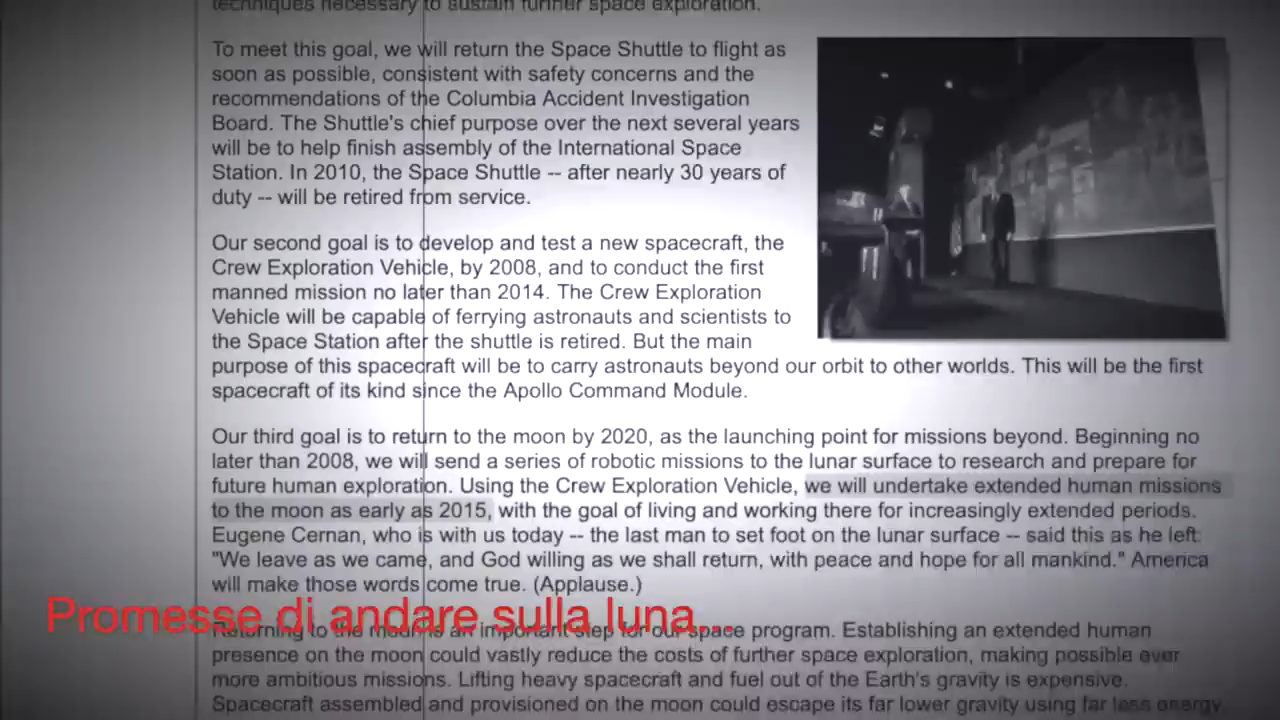 techniques necessary to sustain further space exploration.
To meet this goal, we will return the Space Shuttle to flight as
soon as possible, consistent with safety concerns and the
recommendations of the Columbia Accident Investigation
Board. The Shuttle's chief purpose over the next several years
will be to help finish assembly of the International Space
Station. In 2010, the Space Shuttle -- after nearly 30 years of
duty -- will be retired from service.
Our second goal is to develop and test a new spacecraft, the
Crew Exploration Vehicle, by 2008, and to conduct the first
manned mission no later than 2014. The Crew Exploration
Vehicle will be capable of ferrying astronauts and scientists to
the Space Station after the shuttle is retired. But the main
purpose of this spacecraft will be to carry astronauts beyond our orbit to other worlds. This will be the first
spacecraft of its kind since the Apollo Command Module.
Our third goal is to return to the moon by 2020, as the launching point for missions beyond. Beginning no
later than 2008, we will send a series of robotic missions to the lunar surface to research and prepare for
future human exploration. Using the Crew Exploration Vehicle, we will undertake extended human missions
to the moon as early as 2015, with the goal of living and working there for increasingly extended periods.
Eugene Cernan, who is with us today -- the last man to set foot on the lunar surface -- said this as he left:
"We leave as we came, and God willing as we shall return, with peace and hope for all mankind." America
will make those words come true. (Applause.)
Promesse di andare sulla luna...
Returning to the moon is an important step for our space program. Establishing an extended human
presence on the moon could vastly reduce the costs of further space exploration, making possible ever
more ambitious missions. Lifting heavy spacecraft and fuel out of the Earth's gravity is expensive.
Spacecraft assembled and provisioned on the moon could escape its far lower gravity using far less energy,